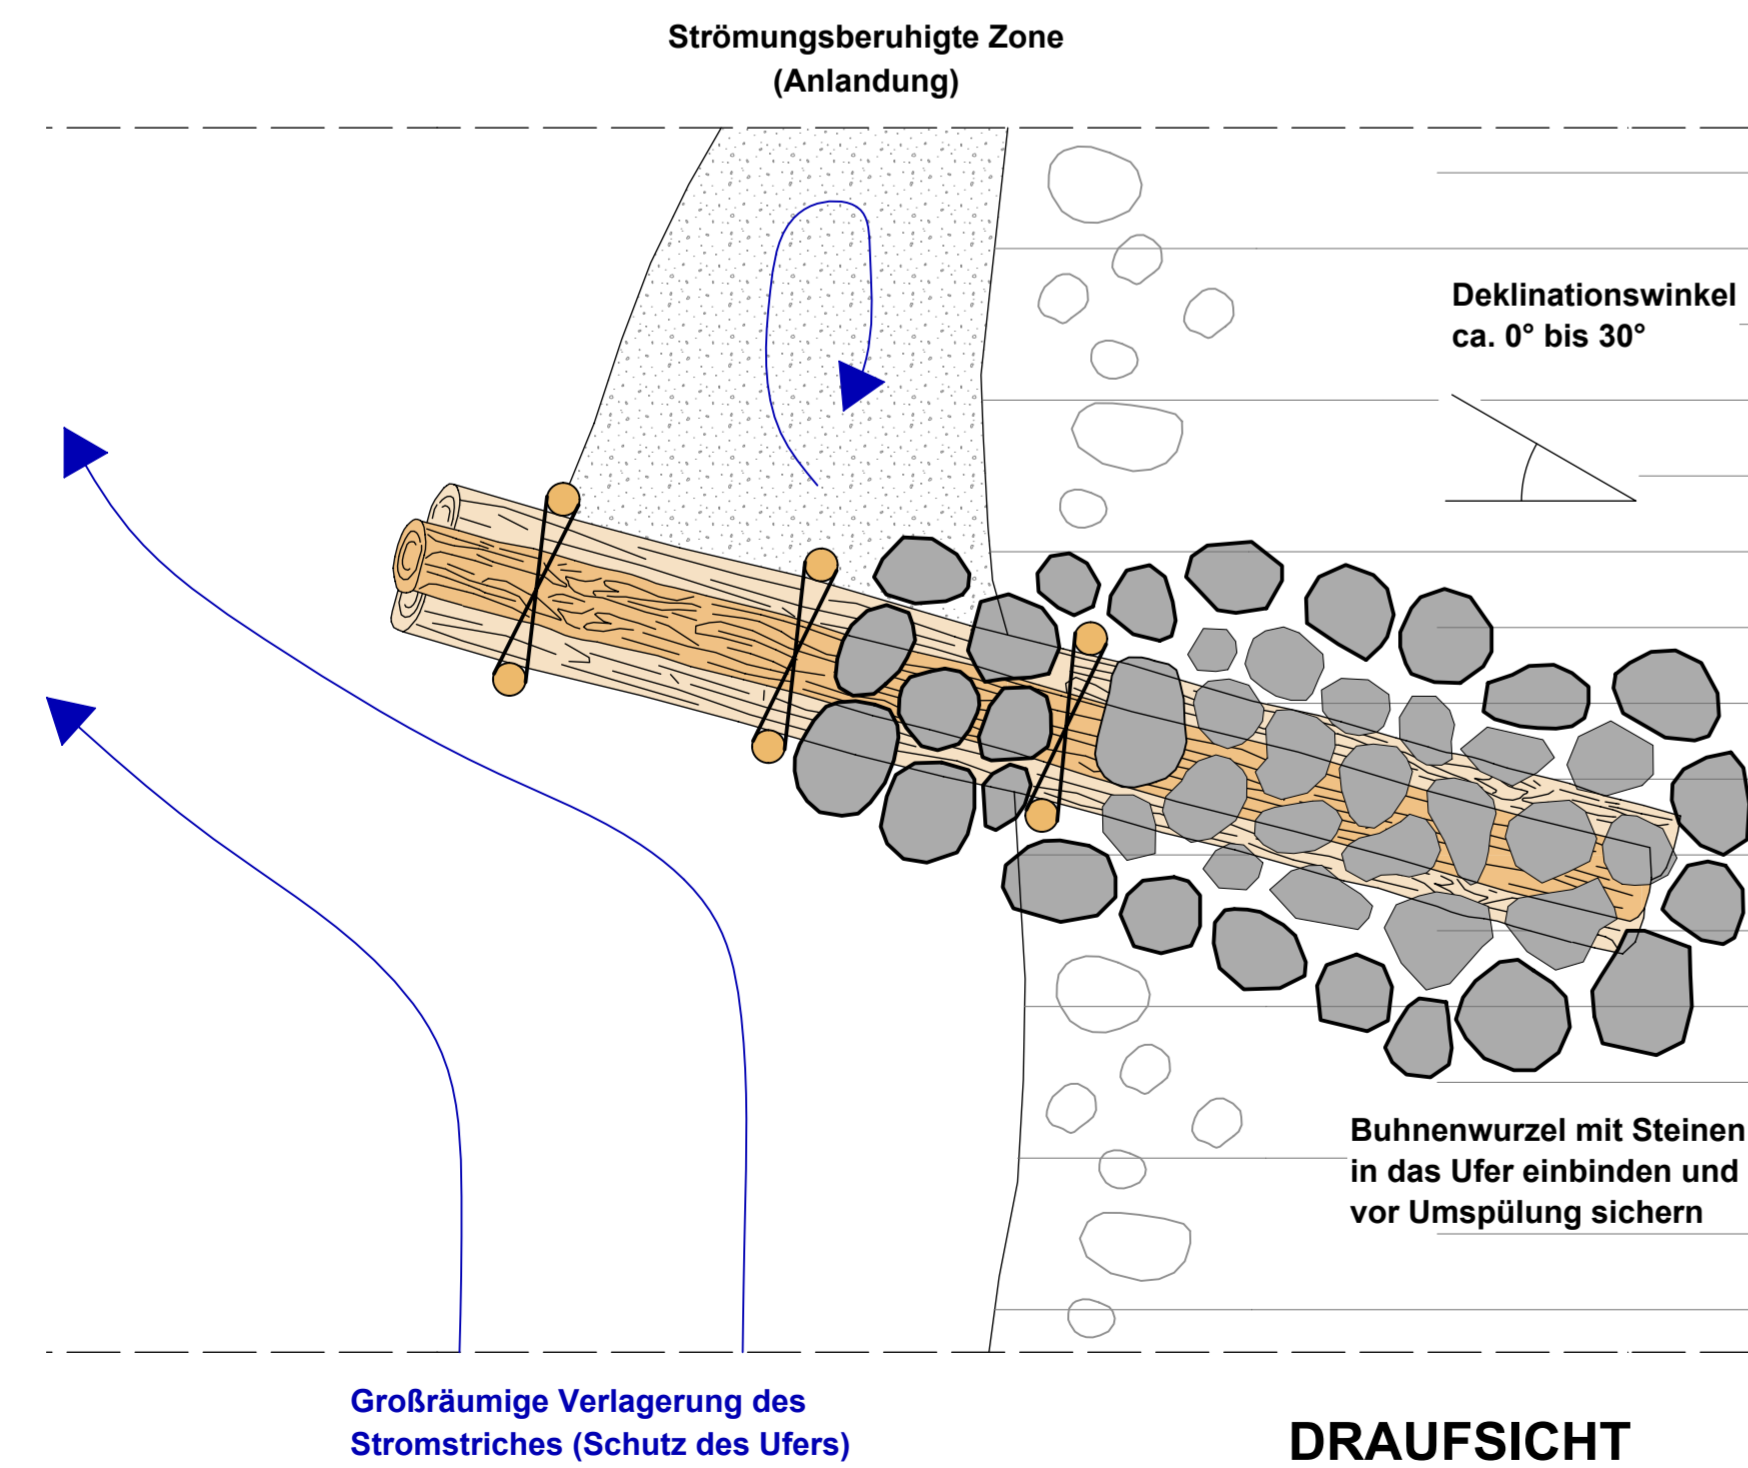 Strömungsberuhigte Zone
(Anlandung)
Deklinationswinkel
ca. 0° bis 30°
Buhnenwurzel mit Steinen
in das Ufer einbinden und
vor Umspülung sichern
Großräumige Verlagerung des
Stromstriches (Schutz des Ufers)
DRAUFSICHT